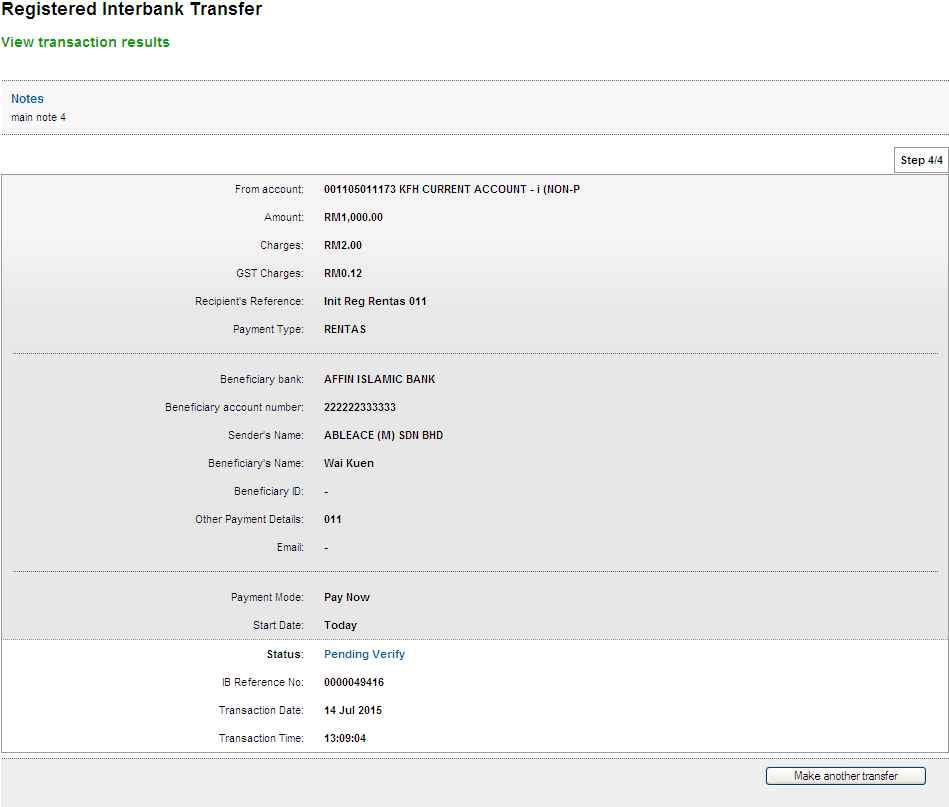 Registered Interbank Transfer
View transaction results
Notes
main note 4
Step 4/4
From account: 001105011173 KFH CURRENT ACCOUNT - i (NON-P
Amount: RM1,000.00
Charges: RM2.00
GST Charges: RM0.12
Recipient's Reference: Init Reg Rentas 011
Payment Type: RENTAS
Beneficiary bank: AFFIN ISLAMIC BANK
Beneficiary account number: 222222333333
Sender's Name: ABLEACE (M) SDN BHD
Beneficiary's Name: Wai Kuen
Beneficiary ID: -
Other Payment Details: 011
Email: -
Payment Mode: Pay Now
Start Date: Today
Status: Pending Verify
IB Reference No: 0000049416
Transaction Date: 14 Jul 2015
Transaction Time: 13:09:04
Make another transfer